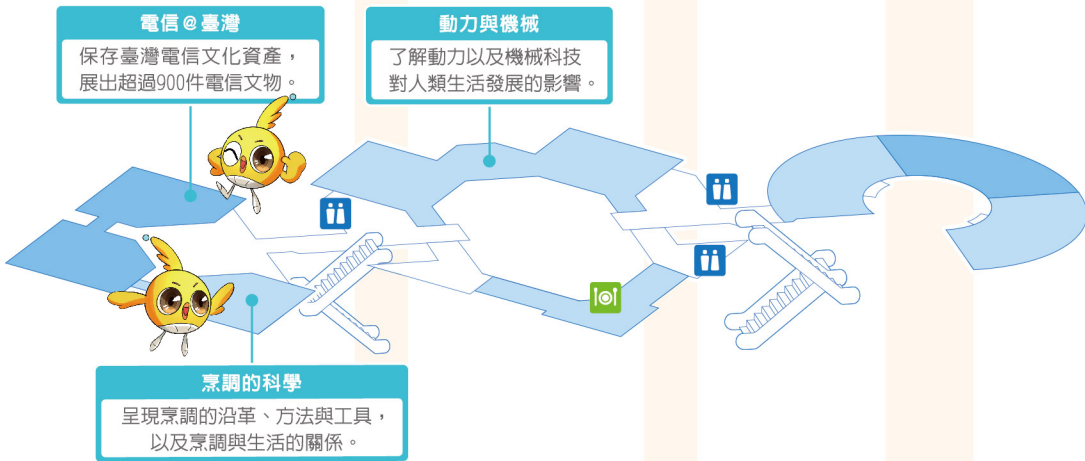 電信@臺灣
保存臺灣電信文化資產，
展出超過900件電信文物。
動力與機械
了解動力以及機械科技
對人類生活發展的影響。
烹調的科學
呈現烹調的沿革、方法與工具，
以及烹調與生活的關係。